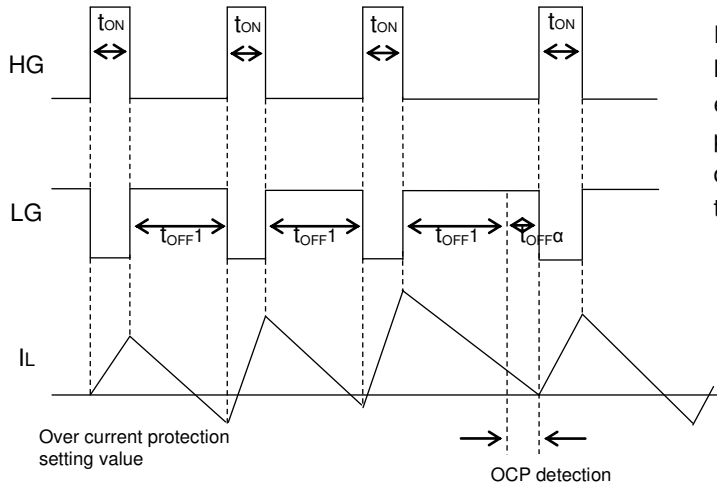 tON tON tON tON
HG
LG
tOFF1 tOFF1 tOFF1 tOFFα
IL
Over current protection
setting value
OCP detection